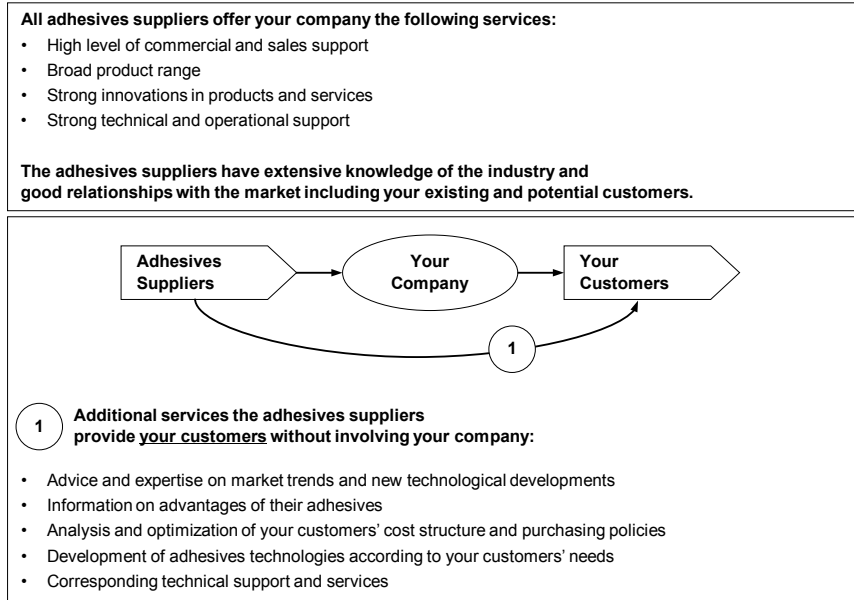 All adhesives suppliers offer your company the following services:
• High level of commercial and sales support
• Broad product range
• Strong innovations in products and services
• Strong technical and operational support
The adhesives suppliers have extensive knowledge of the industry and
good relationships with the market including your existing and potential customers.
Adhesives
Suppliers
Your
Company
Your
Customers
1
1
Additional services the adhesives suppliers
provide your customers without involving your company:
• Advice and expertise on market trends and new technological developments
• Information on advantages of their adhesives
• Analysis and optimization of your customers’ cost structure and purchasing policies
• Development of adhesives technologies according to your customers’ needs
• Corresponding technical support and services